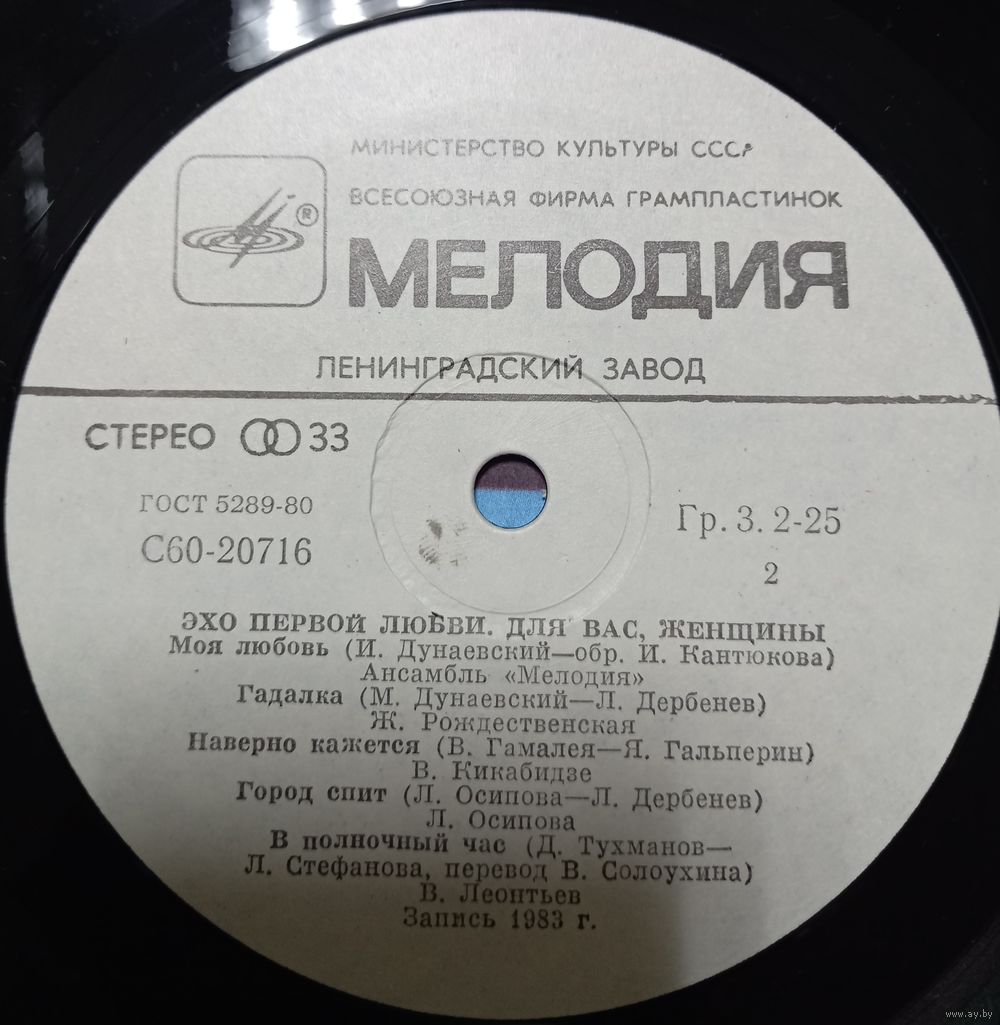 МИНИСТЕРСТВО КУЛЬТУРЫ СССР
ВСЕСОЮЗНАЯ ФИРМА ГРАМПЛАСТИНОК
®
МЕЛОДИЯ
ЛЕНИНГРАДСКИЙ ЗАВОД
СТЕРЕО 33
ГОСТ 5289-80
С60-20716
Гр. 3. 2-25
2
ЭХО ПЕРВОЙ ЛЮБВИ. ДЛЯ ВАС, ЖЕНЩИНЫ
Моя любовь (И. Дунаевский—обр. И. Кантюкова)
Ансамбль «Мелодия»
Гадалка (М. Дунаевский—Л. Дербенев)
Ж. Рождественская
Наверно кажется (В. Гамалея—Я. Гальперин)
В. Кикабидзе
Город спит (Л. Осипова—Л. Дербенев)
Л. Осипова
В полночный час (Д. Тухманов—
Л. Стефанова, перевод В. Солоухина)
В. Леонтьев
Запись 1983 г.
www.ay.by